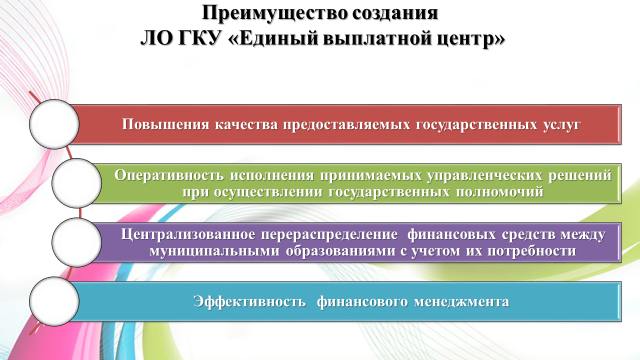 Преимущество создания
ЛО ГКУ «Единый выплатной центр»
Повышения качества предоставляемых государственных услуг
Оперативность исполнения принимаемых управленческих решений
при осуществлении государственных полномочий
Централизованное перераспределение финансовых средств между
муниципальными образованиями с учетом их потребности
Эффективность финансового менеджмента